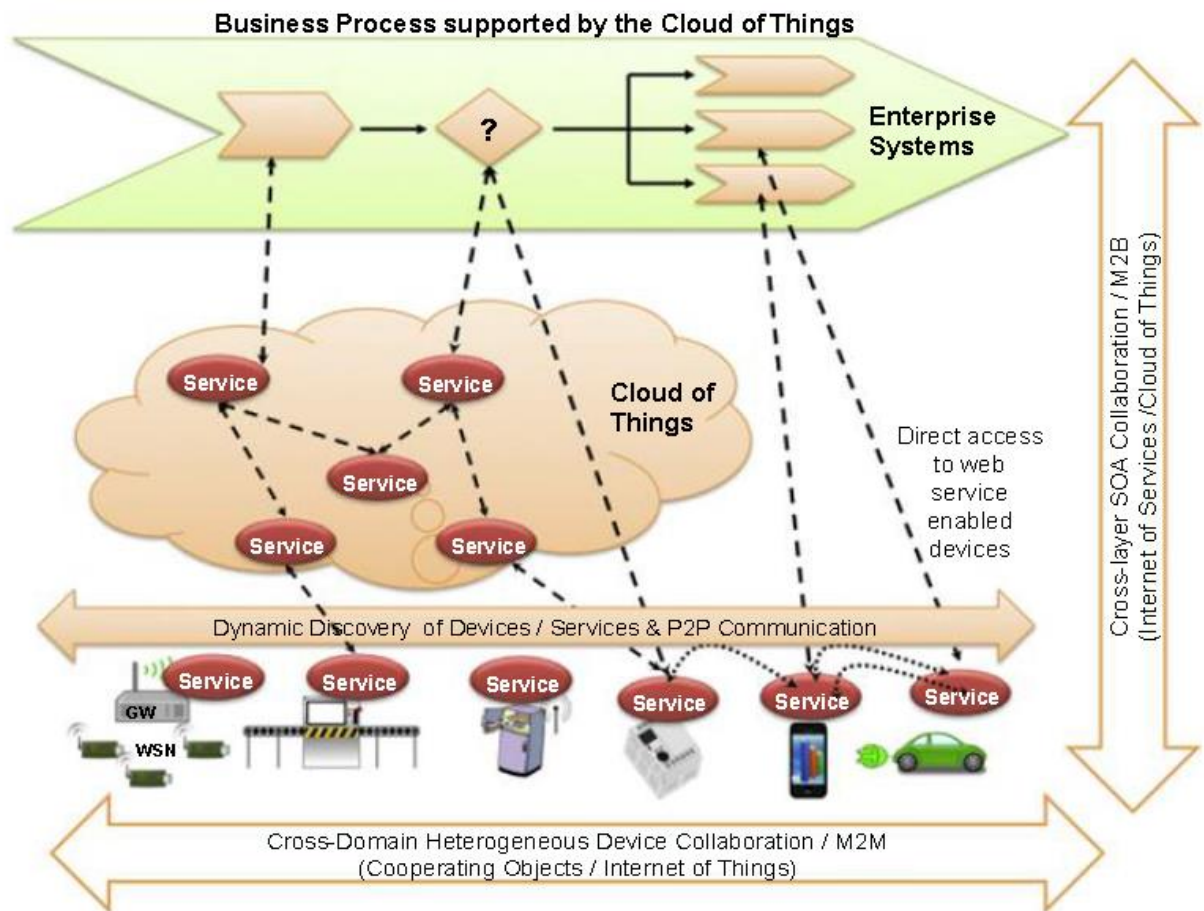 Business Process supported by the Cloud of Things
?
Enterprise
Systems
Service
Service
Cloud of
Things
Service
Service
Service
Direct access
to web
service
enabled
devices
Cross-layer SOA Collaboration / M2B
(Internet of Services /Cloud of Things)
Dynamic Discovery of Devices / Services & P2P Communication
Service
Service
Service
Service
Service
Service
GW
WSN
Cross-Domain Heterogeneous Device Collaboration / M2M
(Cooperating Objects / Internet of Things)